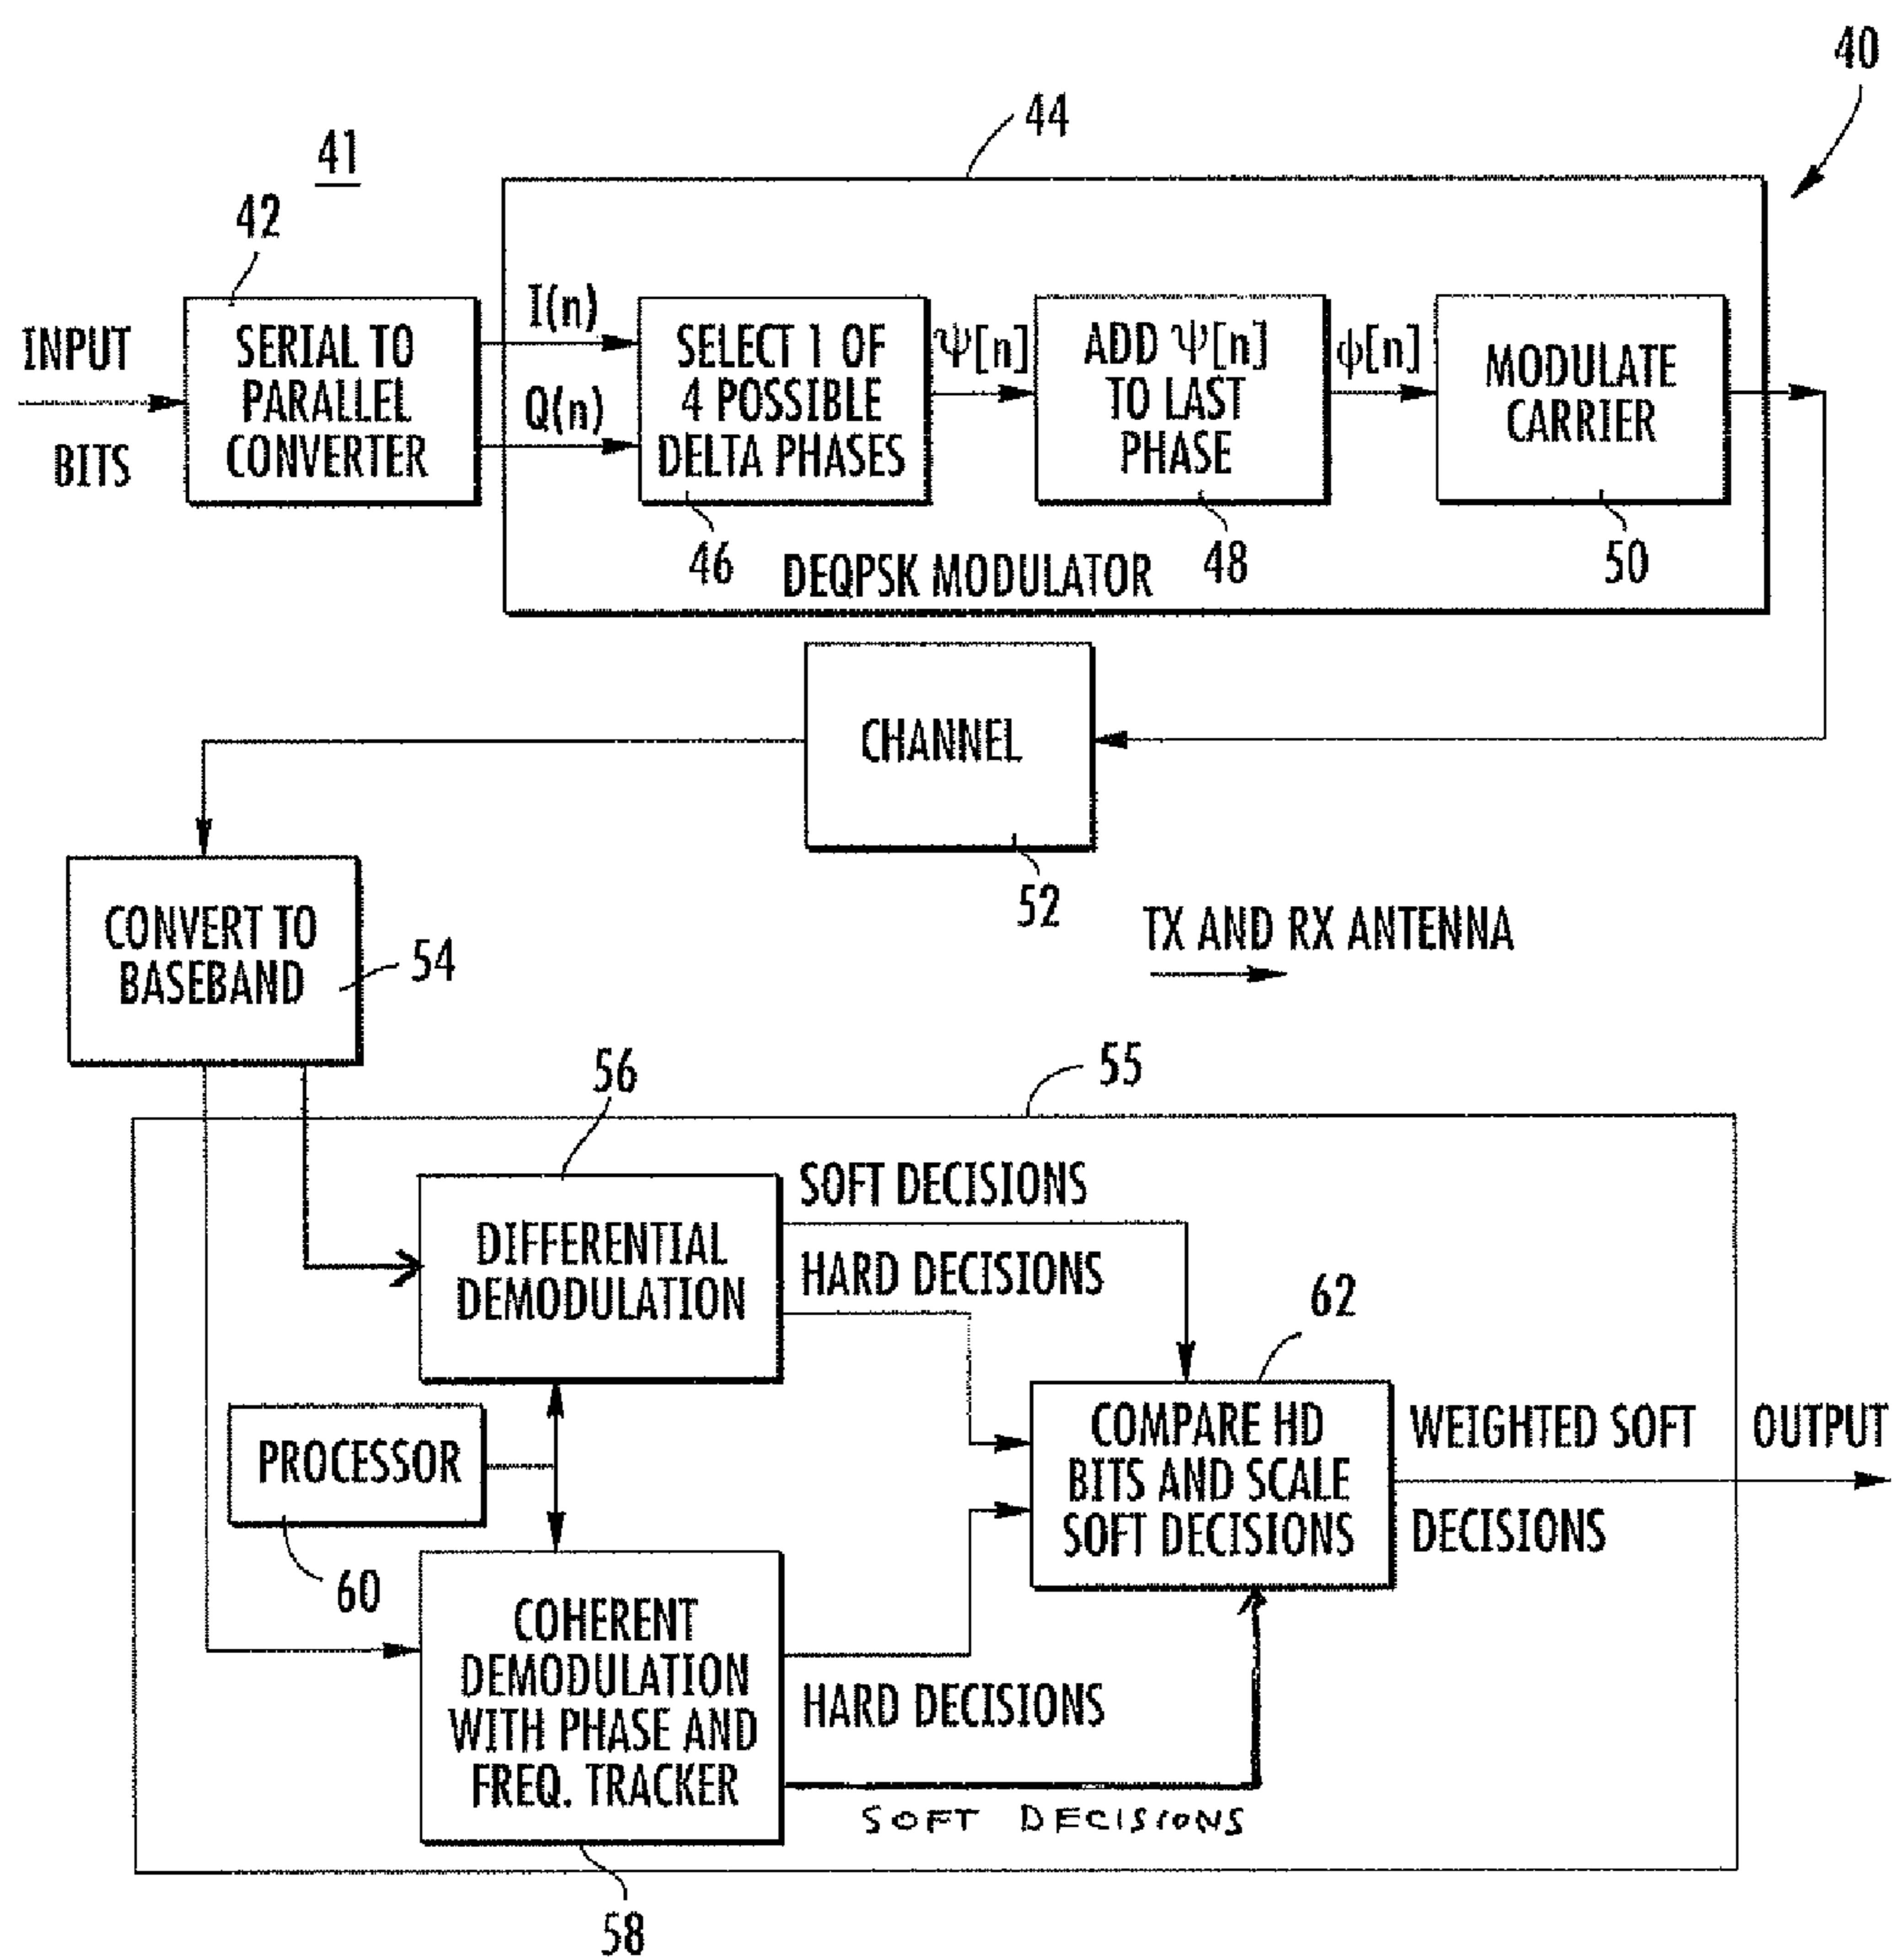 40
44
41
42
INPUT
BITS
SERIAL TO
PARALLEL
CONVERTER
I(n)
Q(n)
SELECT 1 OF
4 POSSIBLE
DELTA PHASES
Ψ[n]
ADD Ψ[n]
TO LAST
PHASE
ϕ[n]
MODULATE
CARRIER
46
48
50
DEQPSK MODULATOR
CHANNEL
52
CONVERT TO
BASEBAND
54
TX AND RX ANTENNA
55
56
DIFFERENTIAL
DEMODULATION
SOFT DECISIONS
HARD DECISIONS
62
PROCESSOR
60
COMPARE HD
BITS AND SCALE
SOFT DECISIONS
WEIGHTED SOFT
DECISIONS
OUTPUT
COHERENT
DEMODULATION
WITH PHASE AND
FREQ. TRACKER
HARD DECISIONS
SOFT DECISIONS
58